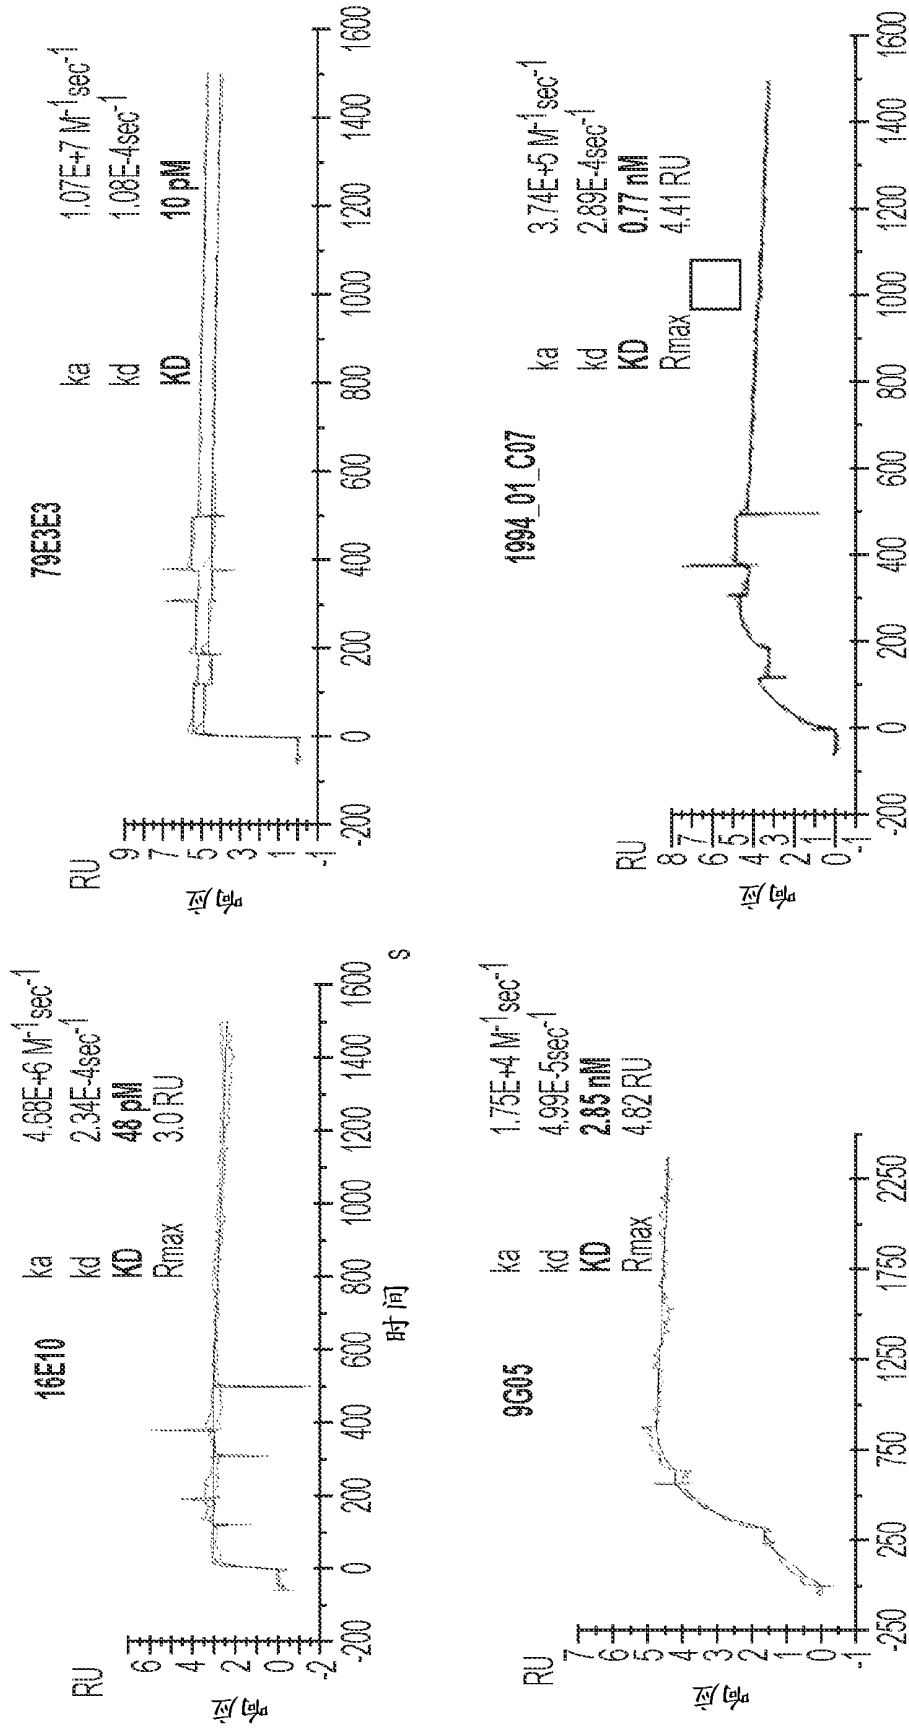 16E10
ka 4.68E+6 M⁻¹sec⁻¹
kd 2.34E-4sec⁻¹
KD 48 pM
Rmax 3.0 RU
RU
响应
6
4
2
0
-2
-200 0 200 400 600 800 1000 1200 1400 1600
时间
S
79E3E3
ka 1.07E+7 M⁻¹sec⁻¹
kd 1.08E-4sec⁻¹
KD 10 pM
RU
响应
9
7
5
3
1
-1
-200 0 200 400 600 800 1000 1200 1400 1600
9G05
ka 1.75E+4 M⁻¹sec⁻¹
kd 4.99E-5sec⁻¹
KD 2.85 nM
Rmax 4.82 RU
RU
响应
7
6
5
4
3
2
1
0
-1
-250 250 750 1250 1750 2250
1994_01_C07
ka 3.74E+5 M⁻¹sec⁻¹
kd 2.89E-4sec⁻¹
KD 0.77 nM
Rmax 4.41 RU
RU
响应
8
7
6
5
4
3
2
1
0
-1
-200 0 200 400 600 800 1000 1200 1400 1600